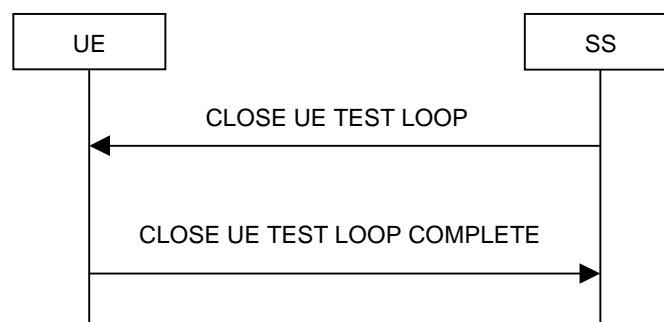 UE
SS
CLOSE UE TEST LOOP
CLOSE UE TEST LOOP COMPLETE